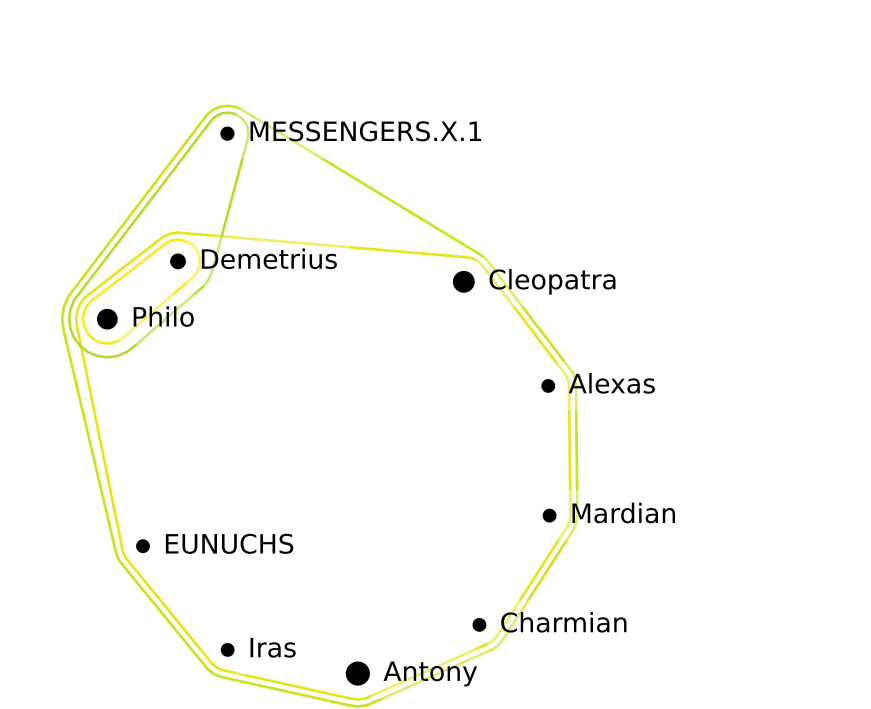 MESSENGERS.X.1
Demetrius
Cleopatra
Philo
Alexas
Mardian
EUNUCHS
Charmian
Iras
Antony